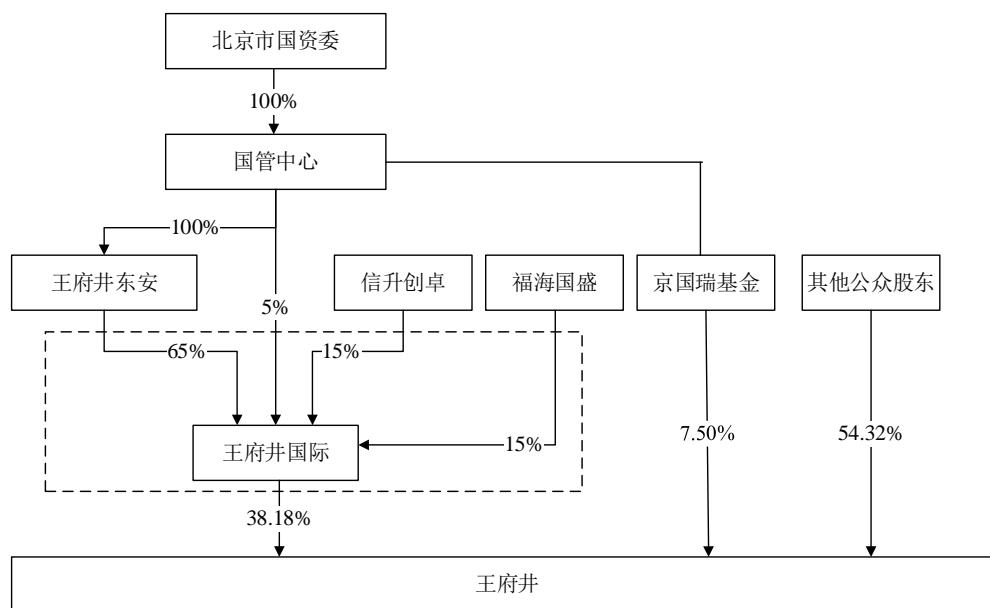 北京市国资委
100%
国管中心
100%
王府井东安
信升创卓
福海国盛
京国瑞基金
其他公众股东
5%
65%
15%
王府井国际
15%
7.50%
54.32%
38.18%
王府井